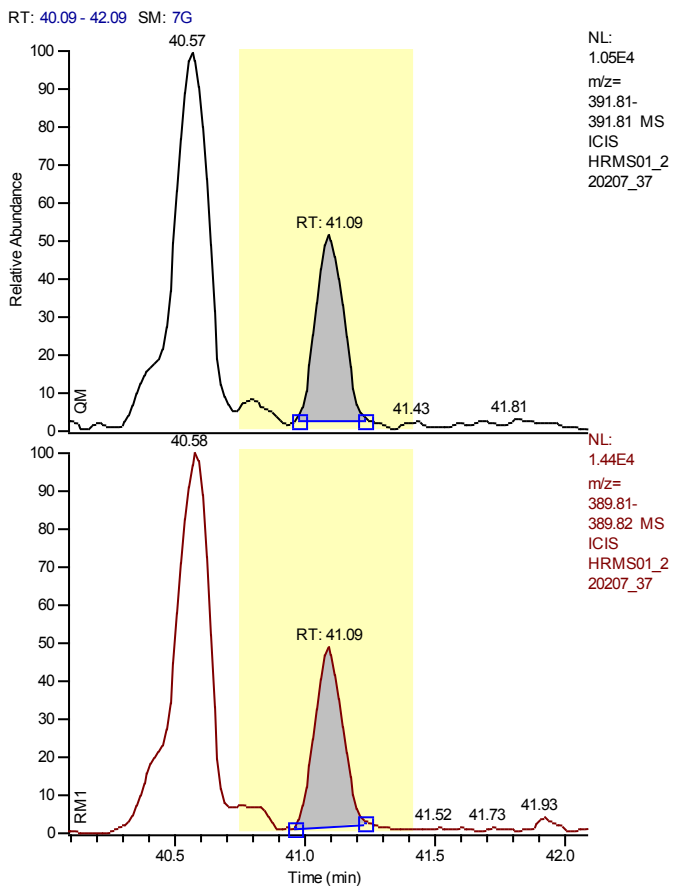 RT: 40.09 - 42.09 SM: 7G
40.57
NL:
1.05E4
m/z=
391.81-
391.81 MS
ICIS
HRMS01_2
20207_37
100
90
80
70
60
50
40
30
20
10
0
Relative Abundance
RT: 41.09
QM
41.43
41.81
40.58
NL:
1.44E4
m/z=
389.81-
389.82 MS
ICIS
HRMS01_2
20207_37
100
90
80
70
60
50
40
30
20
10
0
RT: 41.09
RM1
41.52
41.73
41.93
40.5
41.0
41.5
42.0
Time (min)